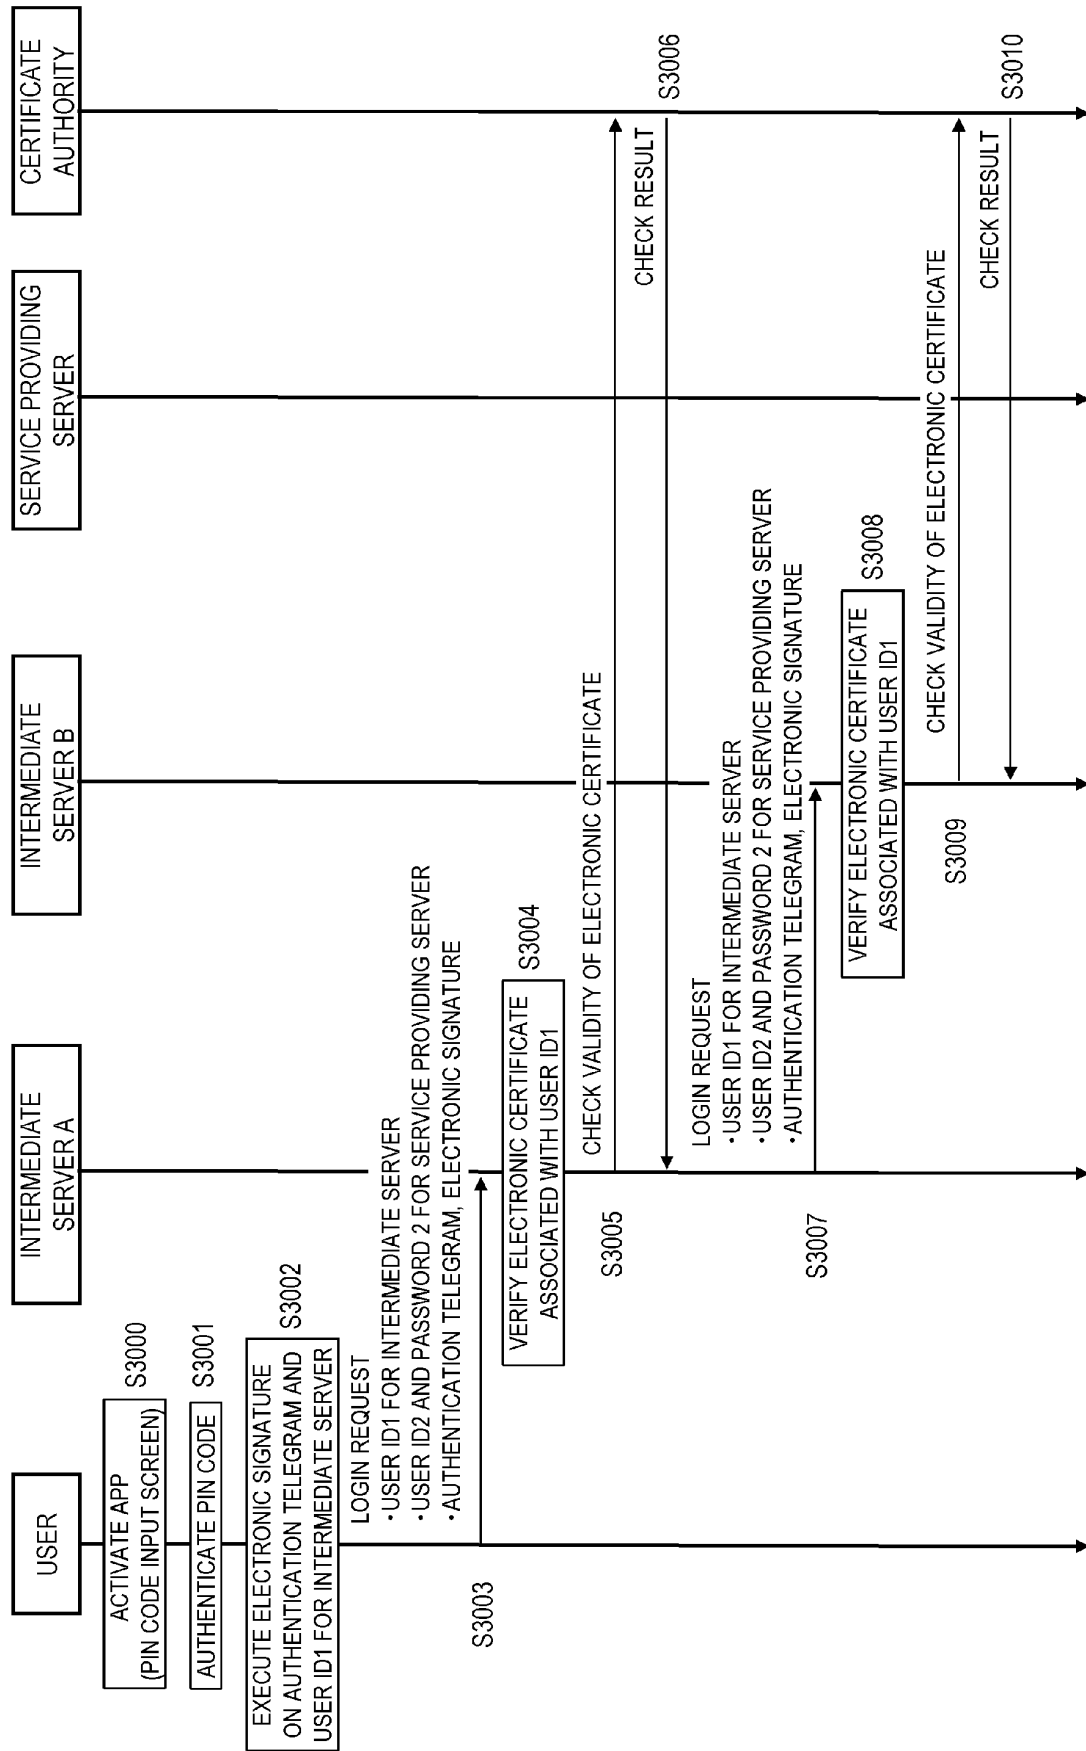 USER
INTERMEDIATE
SERVER A
INTERMEDIATE
SERVER B
SERVICE PROVIDING
SERVER
CERTIFICATE
AUTHORITY
ACTIVATE APP
(PIN CODE INPUT SCREEN)
S3000
AUTHENTICATE PIN CODE
S3001
EXECUTE ELECTRONIC SIGNATURE
ON AUTHENTICATION TELEGRAM AND
USER ID1 FOR INTERMEDIATE SERVER
S3002
LOGIN REQUEST
・USER ID1 FOR INTERMEDIATE SERVER
・USER ID2 AND PASSWORD 2 FOR SERVICE PROVIDING SERVER
・AUTHENTICATION TELEGRAM, ELECTRONIC SIGNATURE
S3003
VERIFY ELECTRONIC CERTIFICATE
ASSOCIATED WITH USER ID1
S3004
CHECK VALIDITY OF ELECTRONIC CERTIFICATE
S3005
CHECK RESULT
S3006
LOGIN REQUEST
・USER ID1 FOR INTERMEDIATE SERVER
・USER ID2 AND PASSWORD 2 FOR SERVICE PROVIDING SERVER
・AUTHENTICATION TELEGRAM, ELECTRONIC SIGNATURE
S3007
VERIFY ELECTRONIC CERTIFICATE
ASSOCIATED WITH USER ID1
S3008
CHECK VALIDITY OF ELECTRONIC CERTIFICATE
S3009
CHECK RESULT
S3010